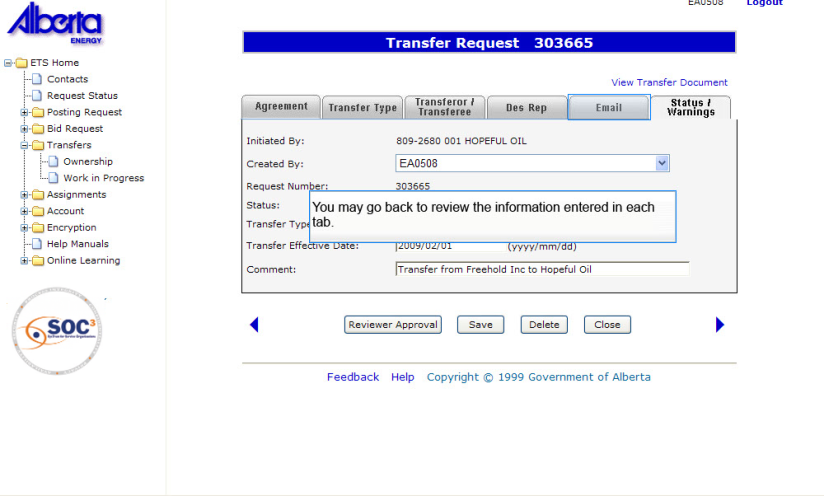 EA0508 Logout
Alberta
ENERGY
Transfer Request 303665
ETS Home
Contacts
Request Status
Posting Request
Bid Request
Transfers
Ownership
Work in Progress
Assignments
Account
Encryption
Help Manuals
Online Learning
SOC3
View Transfer Document
Agreement
Transfer Type
Transferor /
Transferee
Des Rep
Email
Status /
Warnings
Initiated By: 809-2680 001 HOPEFUL OIL
Created By: EA0508
Request Number: 303665
Status:
You may go back to review the information entered in each
tab.
Transfer Type
Transfer Effective Date: 2009/02/01 (yyyy/mm/dd)
Comment: Transfer from Freehold Inc to Hopeful Oil
Reviewer Approval Save Delete Close
Feedback Help Copyright © 1999 Government of Alberta